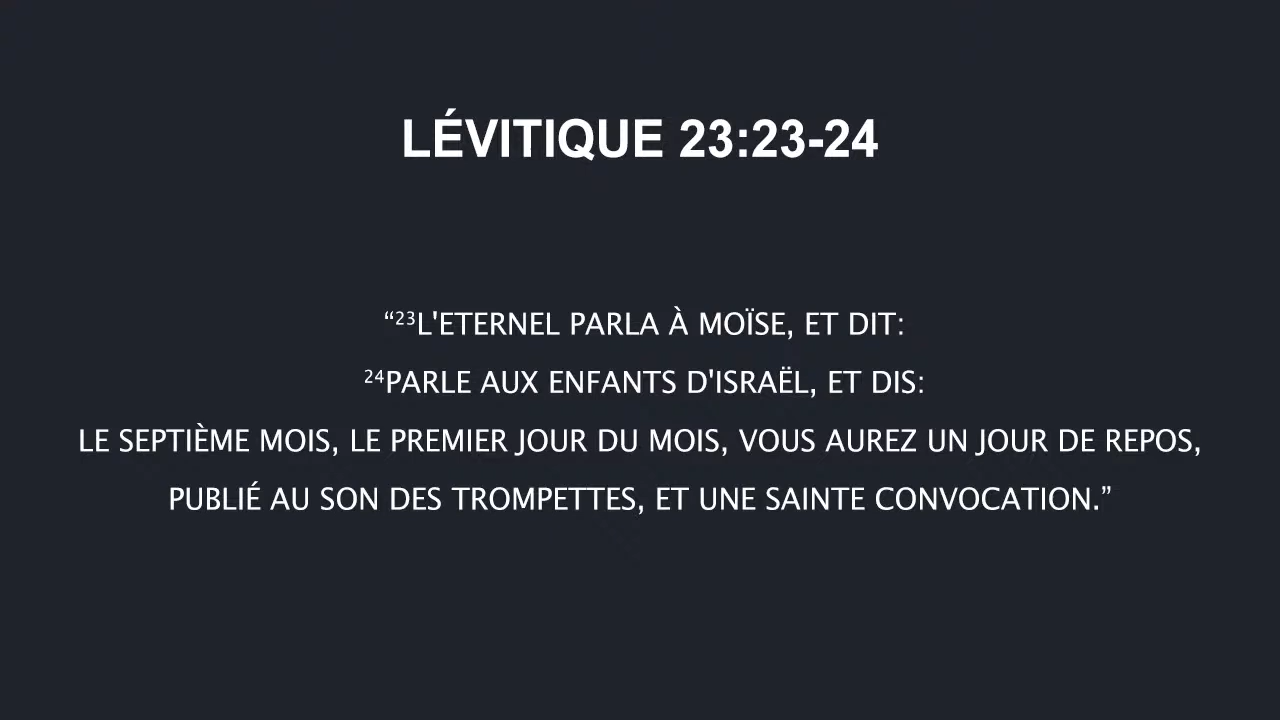 LÉVITIQUE 23:23-24
“²³L'ETERNEL PARLA À MOÏSE, ET DIT:
²⁴PARLE AUX ENFANTS D'ISRAËL, ET DIS:
LE SEPTIÈME MOIS, LE PREMIER JOUR DU MOIS, VOUS AUREZ UN JOUR DE REPOS,
PUBLIÉ AU SON DES TROMPETTES, ET UNE SAINTE CONVOCATION.”